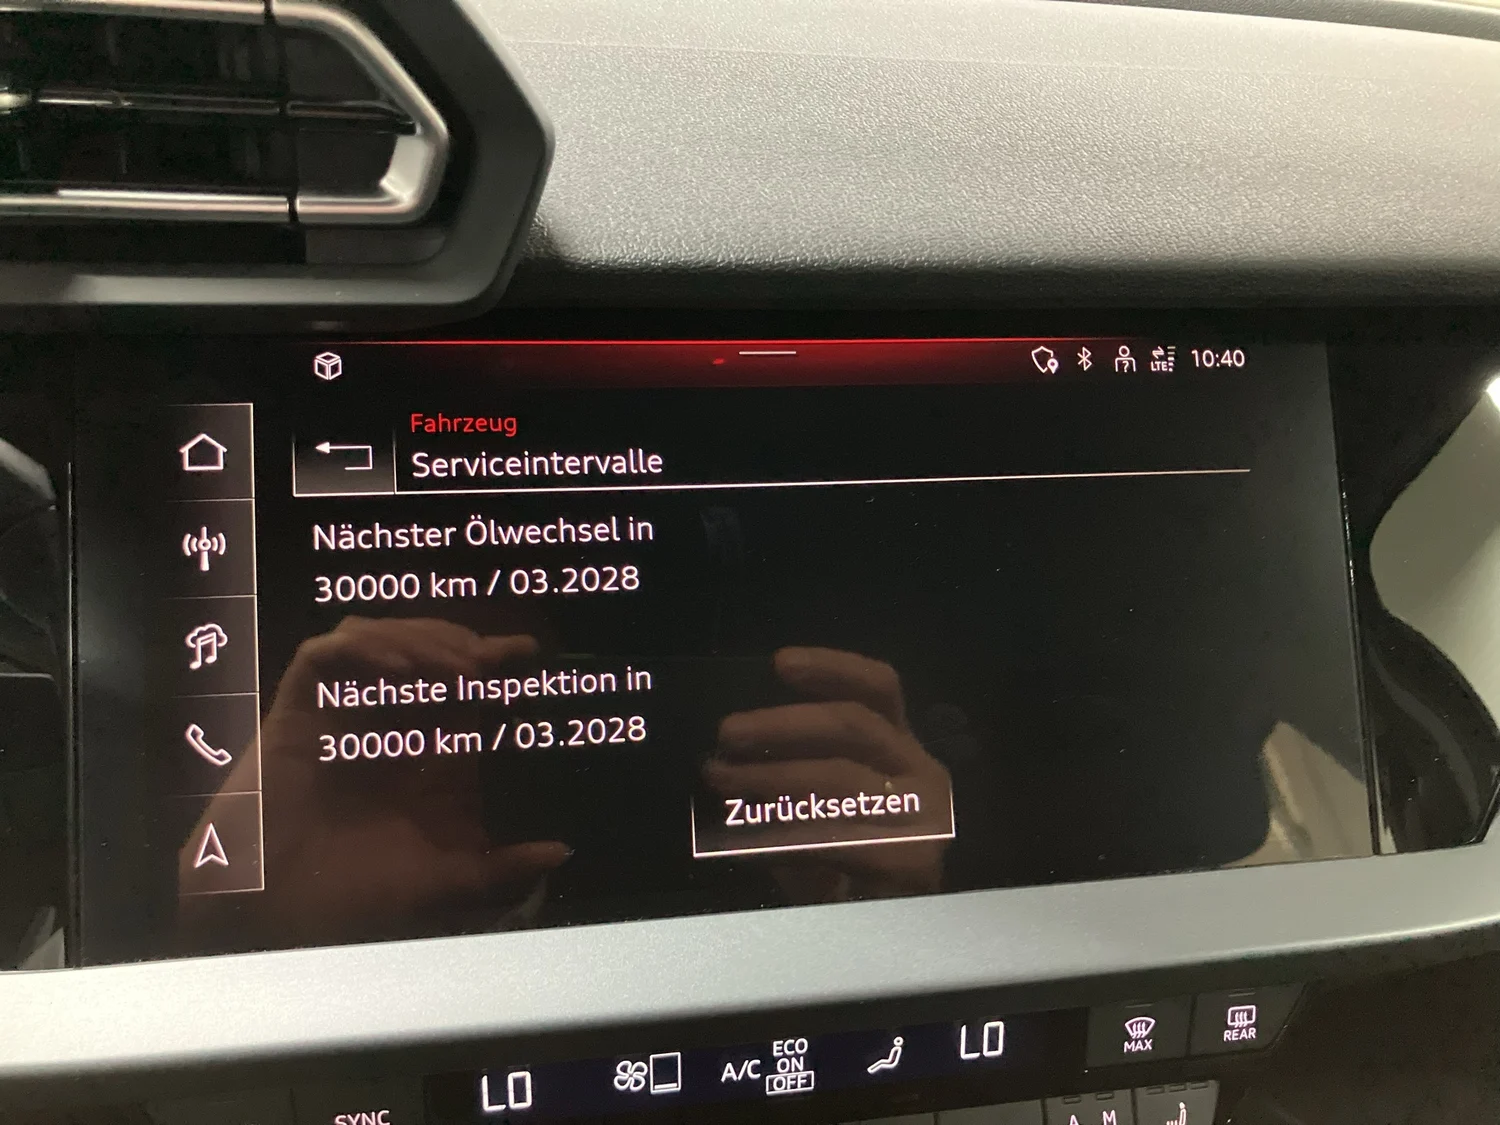 LTE
10:40
Fahrzeug
Serviceintervalle
Nächster Ölwechsel in
30000 km / 03.2028
Nächste Inspektion in
30000 km / 03.2028
Zurücksetzen
LO
A/C
ECO
ON
OFF
LO
MAX
REAR
SYNC
A M